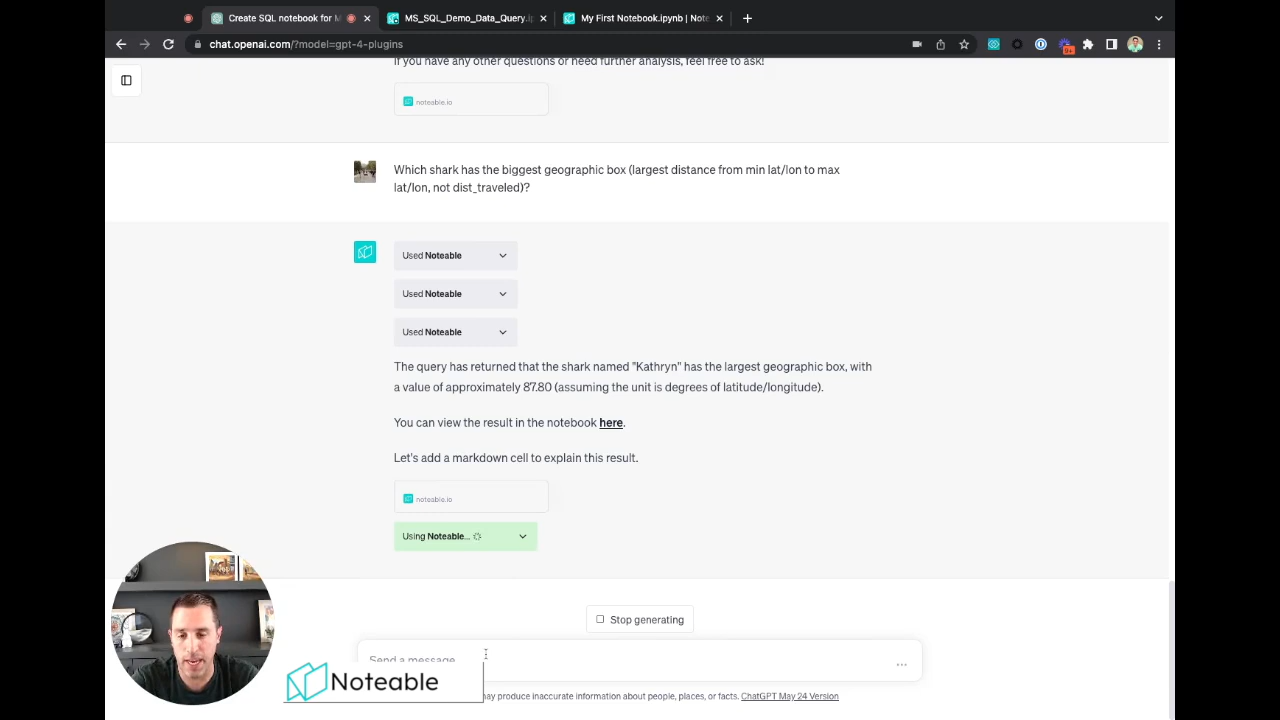 Create SQL notebook for M
MS_SQL_Demo_Data_Query.ip
My First Notebook.ipynb | Note
chat.openai.com/?model=gpt-4-plugins
9+
If you have any other questions or need further analysis, feel free to ask!
noteable.io
Which shark has the biggest geographic box (largest distance from min lat/lon to max
lat/lon, not dist_traveled)?
Used Noteable
Used Noteable
Used Noteable
The query has returned that the shark named "Kathryn" has the largest geographic box, with
a value of approximately 87.80 (assuming the unit is degrees of latitude/longitude).
You can view the result in the notebook here.
Let's add a markdown cell to explain this result.
noteable.io
Using Noteable...
Stop generating
Send a message
Noteable
may produce inaccurate information about people, places, or facts. ChatGPT May 24 Version